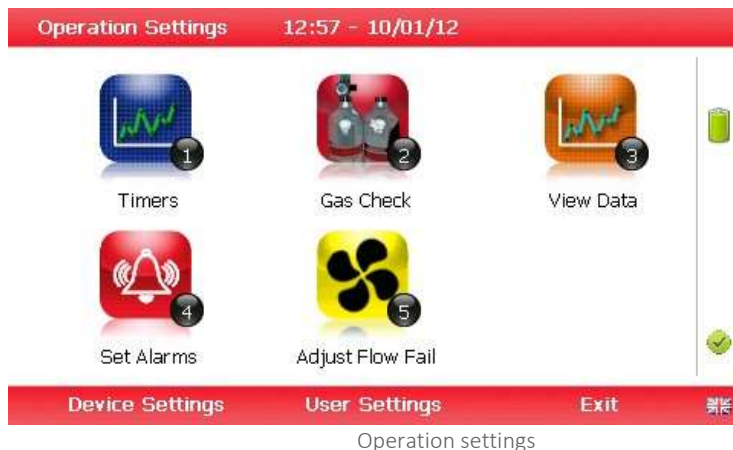 Operation Settings 12:57 - 10/01/12
1 2 3
Timers Gas Check View Data
4 5
Set Alarms Adjust Flow Fail
Device Settings User Settings Exit
Operation settings